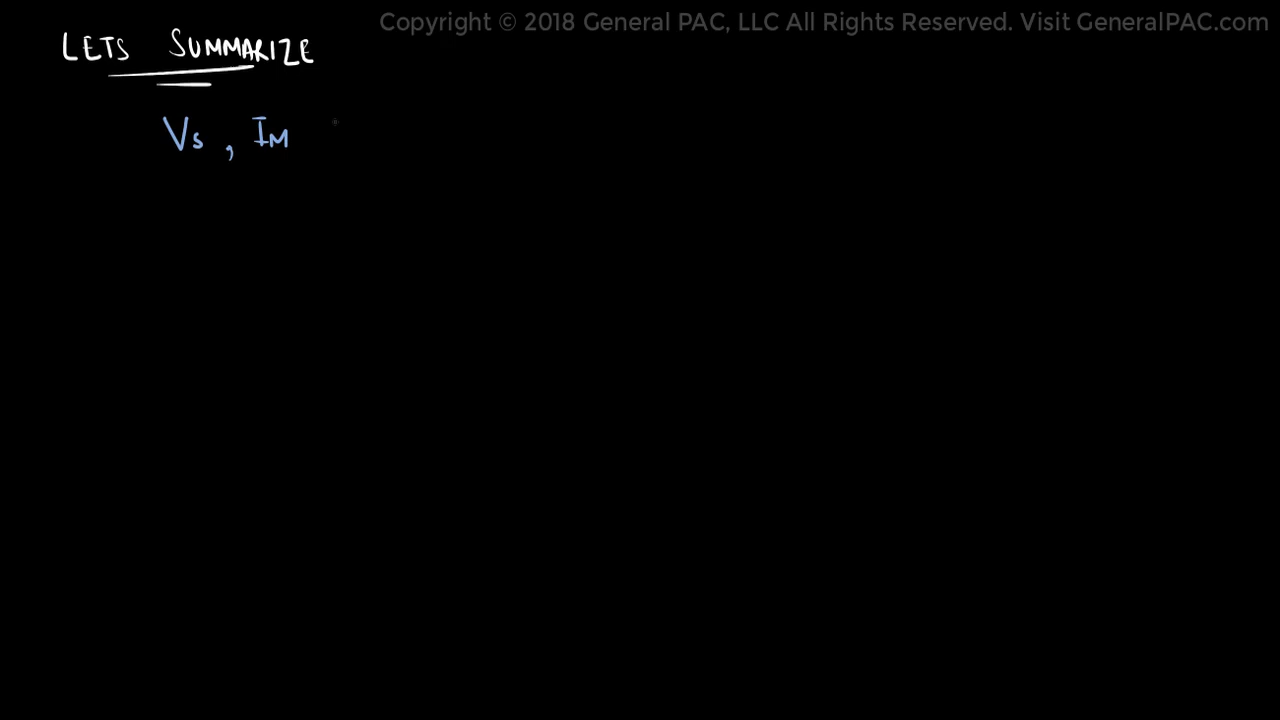 Copyright © 2018 General PAC, LLC All Rights Reserved. Visit GeneralPAC.com
LETS SUMMARIZE
Vs , IM